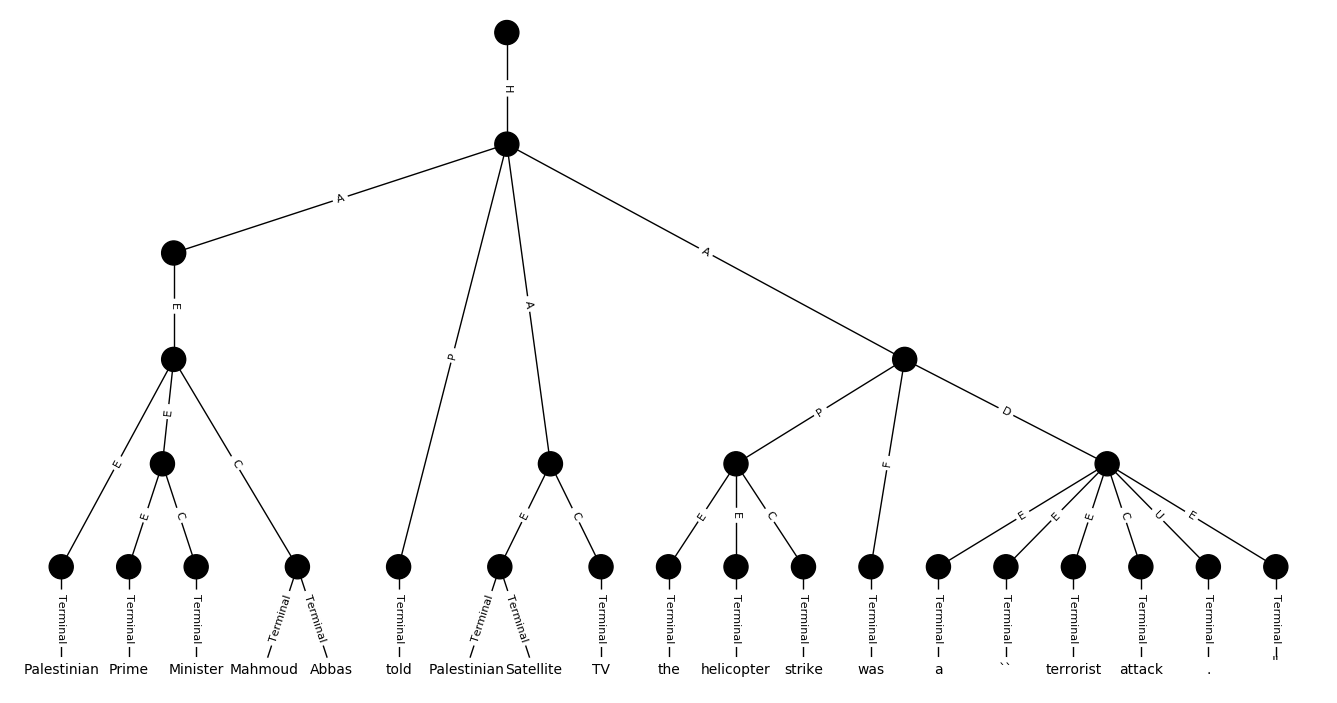 H
A
A
E
A
P
E
P
D
E
C
F
E
C
E
C
E
E
C
E
E
E
C
U
E
Terminal Terminal Terminal Terminal Terminal Terminal Terminal Terminal Terminal Terminal Terminal Terminal Terminal Terminal Terminal Terminal Terminal Terminal Terminal
Palestinian Prime Minister Mahmoud Abbas told Palestinian Satellite TV the helicopter strike was a `` terrorist attack . "